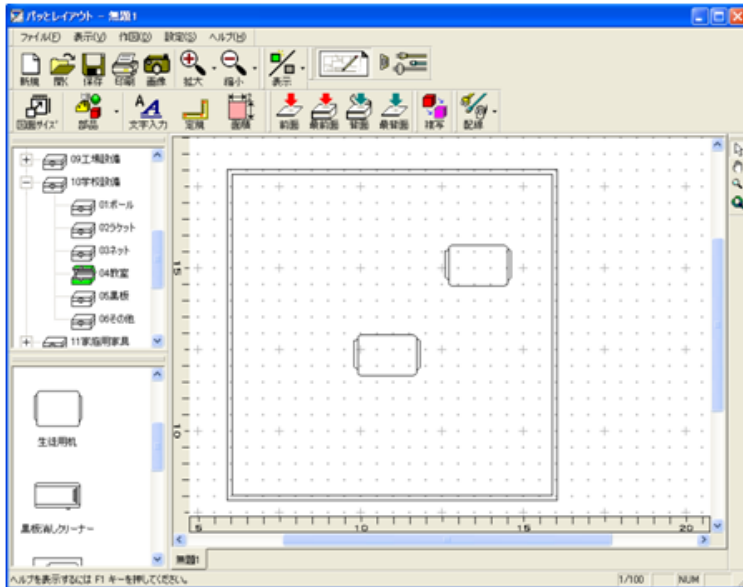 パッとレイアウト - 無題1
ファイル(F) 表示(V) 作図(D) 設定(S) ヘルプ(H)
新規 開く 保存 印刷 画像 拡大 縮小 表示
図面サイズ 部品 文字入力 定規 面積 前面 最前面 背面 最背面 複写 配線
09工場設備
10学校設備
01ボール
02ラケット
03ネット
04教室
05黒板
06その他
11家庭用家具
生徒用机
黒板消しクリーナー
15
10
5 10 15 20
無題1
ヘルプを表示するには F1 キーを押してください。 1/100 NUM